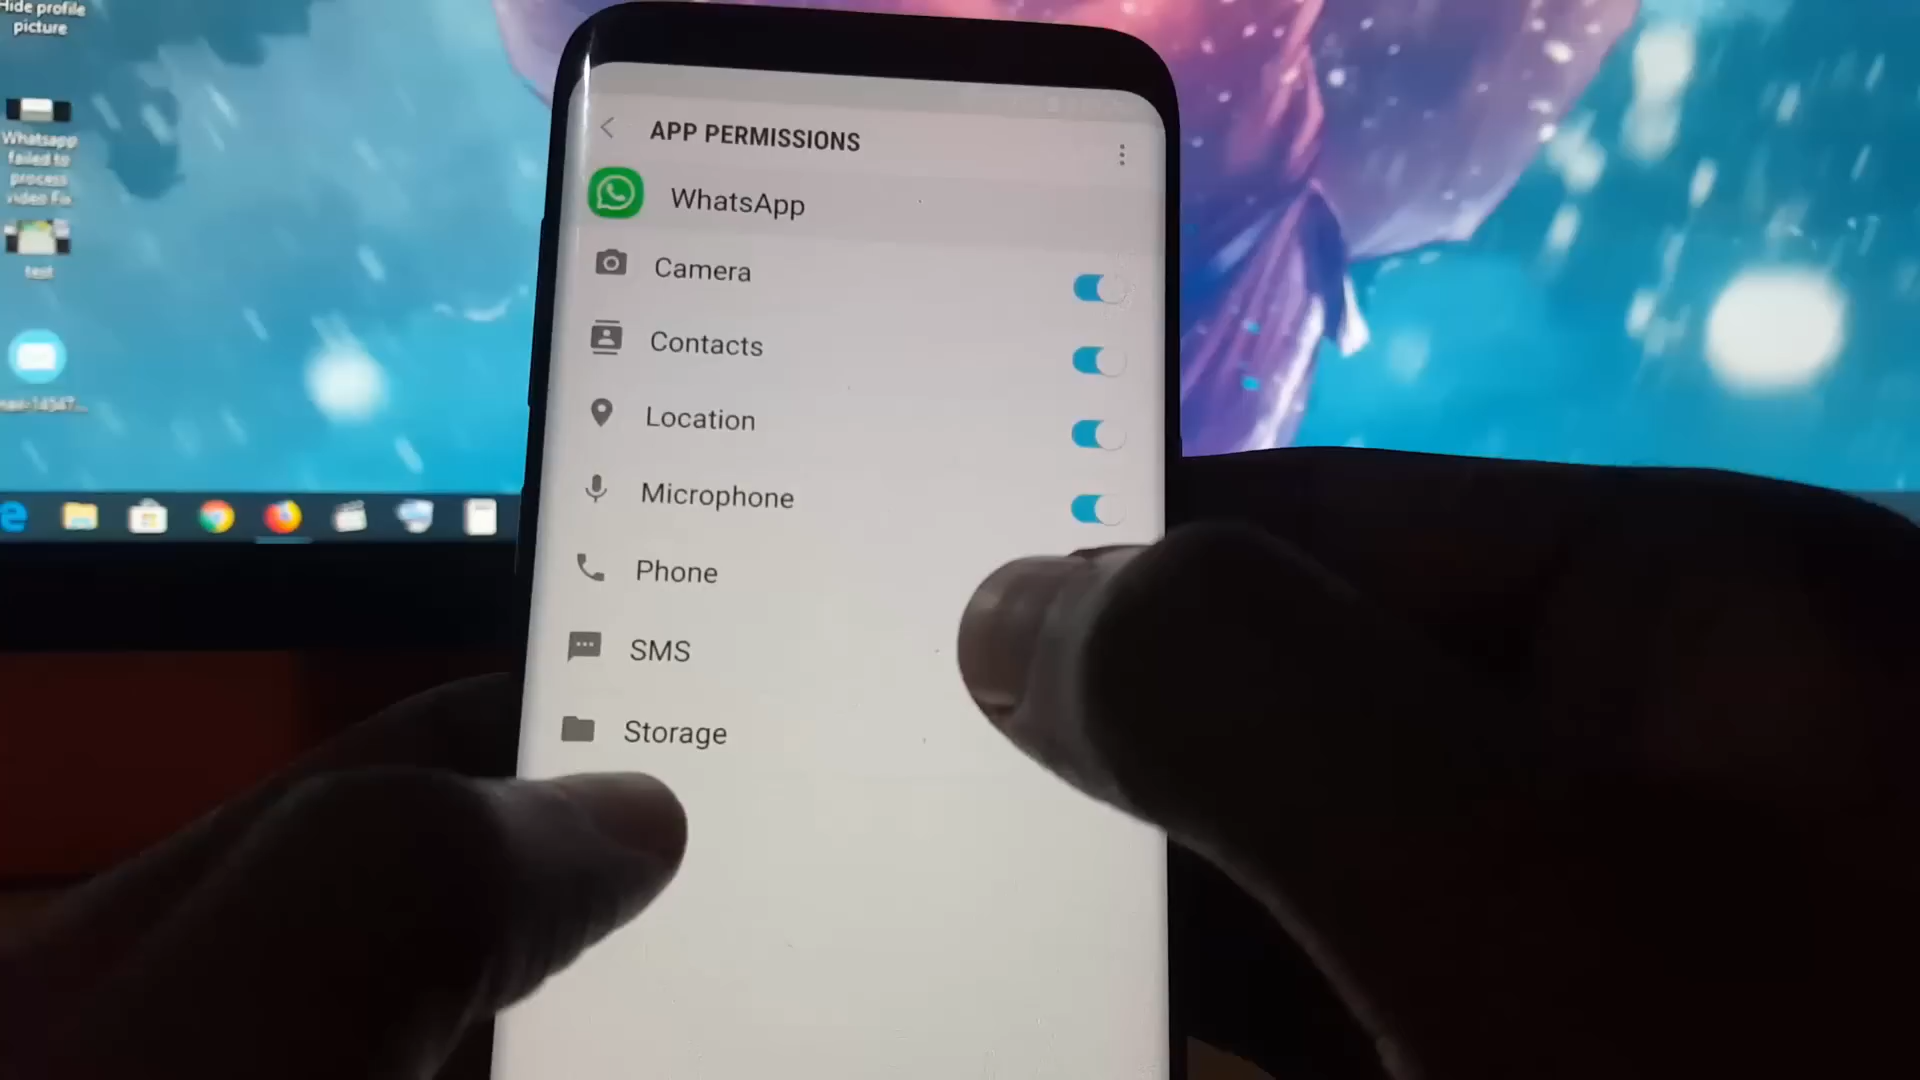 Hide profile
picture
Whatsapp
failed to
process
video Fix
test
APP PERMISSIONS
WhatsApp
Camera
Contacts
Location
Microphone
Phone
SMS
Storage